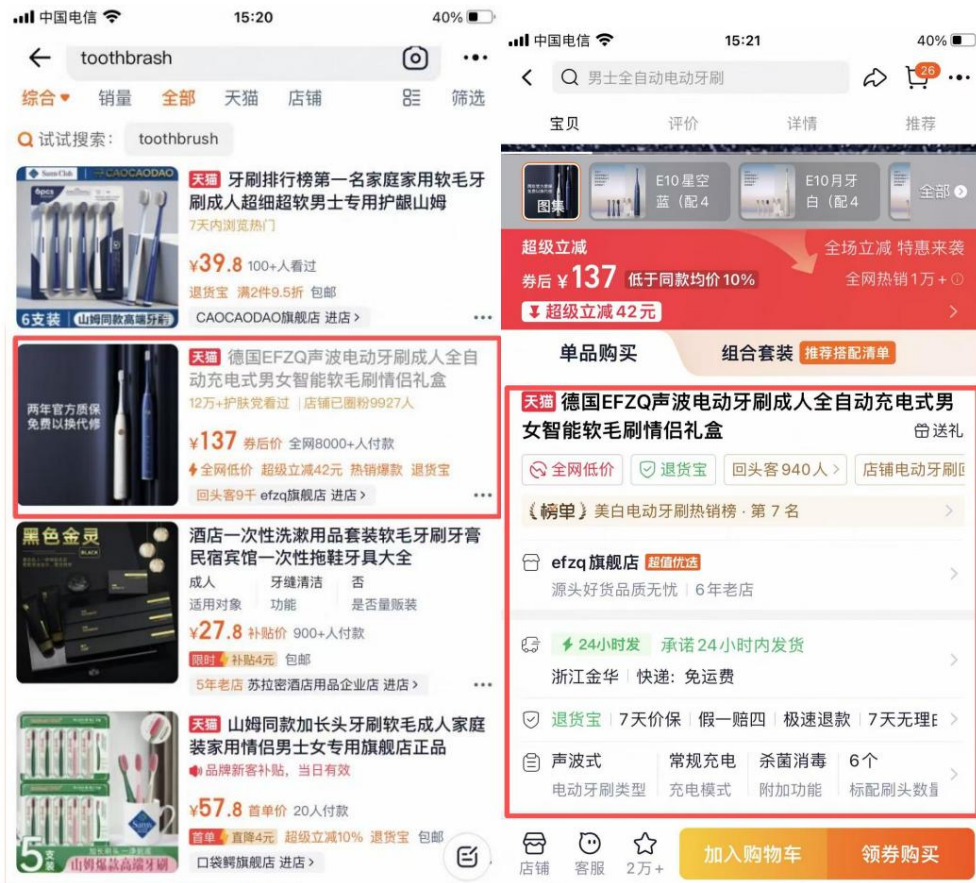 中国电信
15:20
40%
toothbrash
综合
销量
全部
天猫
店铺
筛选
试试搜索：
toothbrush
Sam's Club
CAOCAODAO
6pcs
6支装
山姆同款高端牙刷
天猫 牙刷排行榜第一名家庭家用软毛牙
刷成人超细超软男士专用护龈山姆
7天内浏览热门
¥39.8 100+人看过
退货宝 满2件9.5折 包邮
CAOCAODAO旗舰店 进店>
两年官方质保
免费以换代修
天猫 德国EFZQ声波电动牙刷成人全自
动充电式男女智能软毛刷情侣礼盒
12万+护肤党看过 | 店铺已圈粉9927人
¥137 券后价 全网8000+人付款
全网低价 超级立减42元 热销爆款 退货宝
回头客9千 efzq旗舰店 进店>
黑色金灵
BLACK
酒店一次性洗漱用品套装软毛牙刷牙膏
民宿宾馆一次性拖鞋牙具大全
成人 牙缝清洁 否
适用对象 功能 是否量贩装
¥27.8 补贴价 900+人付款
限时 补贴4元 包邮
5年老店 苏拉密酒店用品企业店 进店>
5支装
山姆爆款高端牙刷
天猫 山姆同款加长头牙刷软毛成人家庭
装家用情侣男士女专用旗舰店正品
品牌新客补贴，当日有效
¥57.8 首单价 20人付款
首单 直降4元 超级立减10% 退货宝 包邮
口袋鳄旗舰店 进店>
中国电信
15:21
40%
男士全自动电动牙刷
26
宝贝
评价
详情
推荐
图集
E10星空
蓝（配4
E10月牙
白（配4
全部
超级立减
全场立减 特惠来袭
券后 ¥137 低于同款均价10%
全网热销1万+
超级立减42元
单品购买
组合套装 推荐搭配清单
天猫 德国EFZQ声波电动牙刷成人全自动充电式男
女智能软毛刷情侣礼盒
送礼
全网低价
退货宝
回头客940人>
店铺电动牙刷回
榜单 美白电动牙刷热销榜·第7名
efzq旗舰店 超值优选
源头好货品质无忧 | 6年老店
24小时发 承诺24小时内发货
浙江金华 | 快递: 免运费
退货宝 | 7天价保 | 假一赔四 | 极速退款 | 7天无理
声波式 常规充电 杀菌消毒 6个
电动牙刷类型 充电模式 附加功能 标配刷头数量
店铺
客服
2万+
加入购物车
领券购买